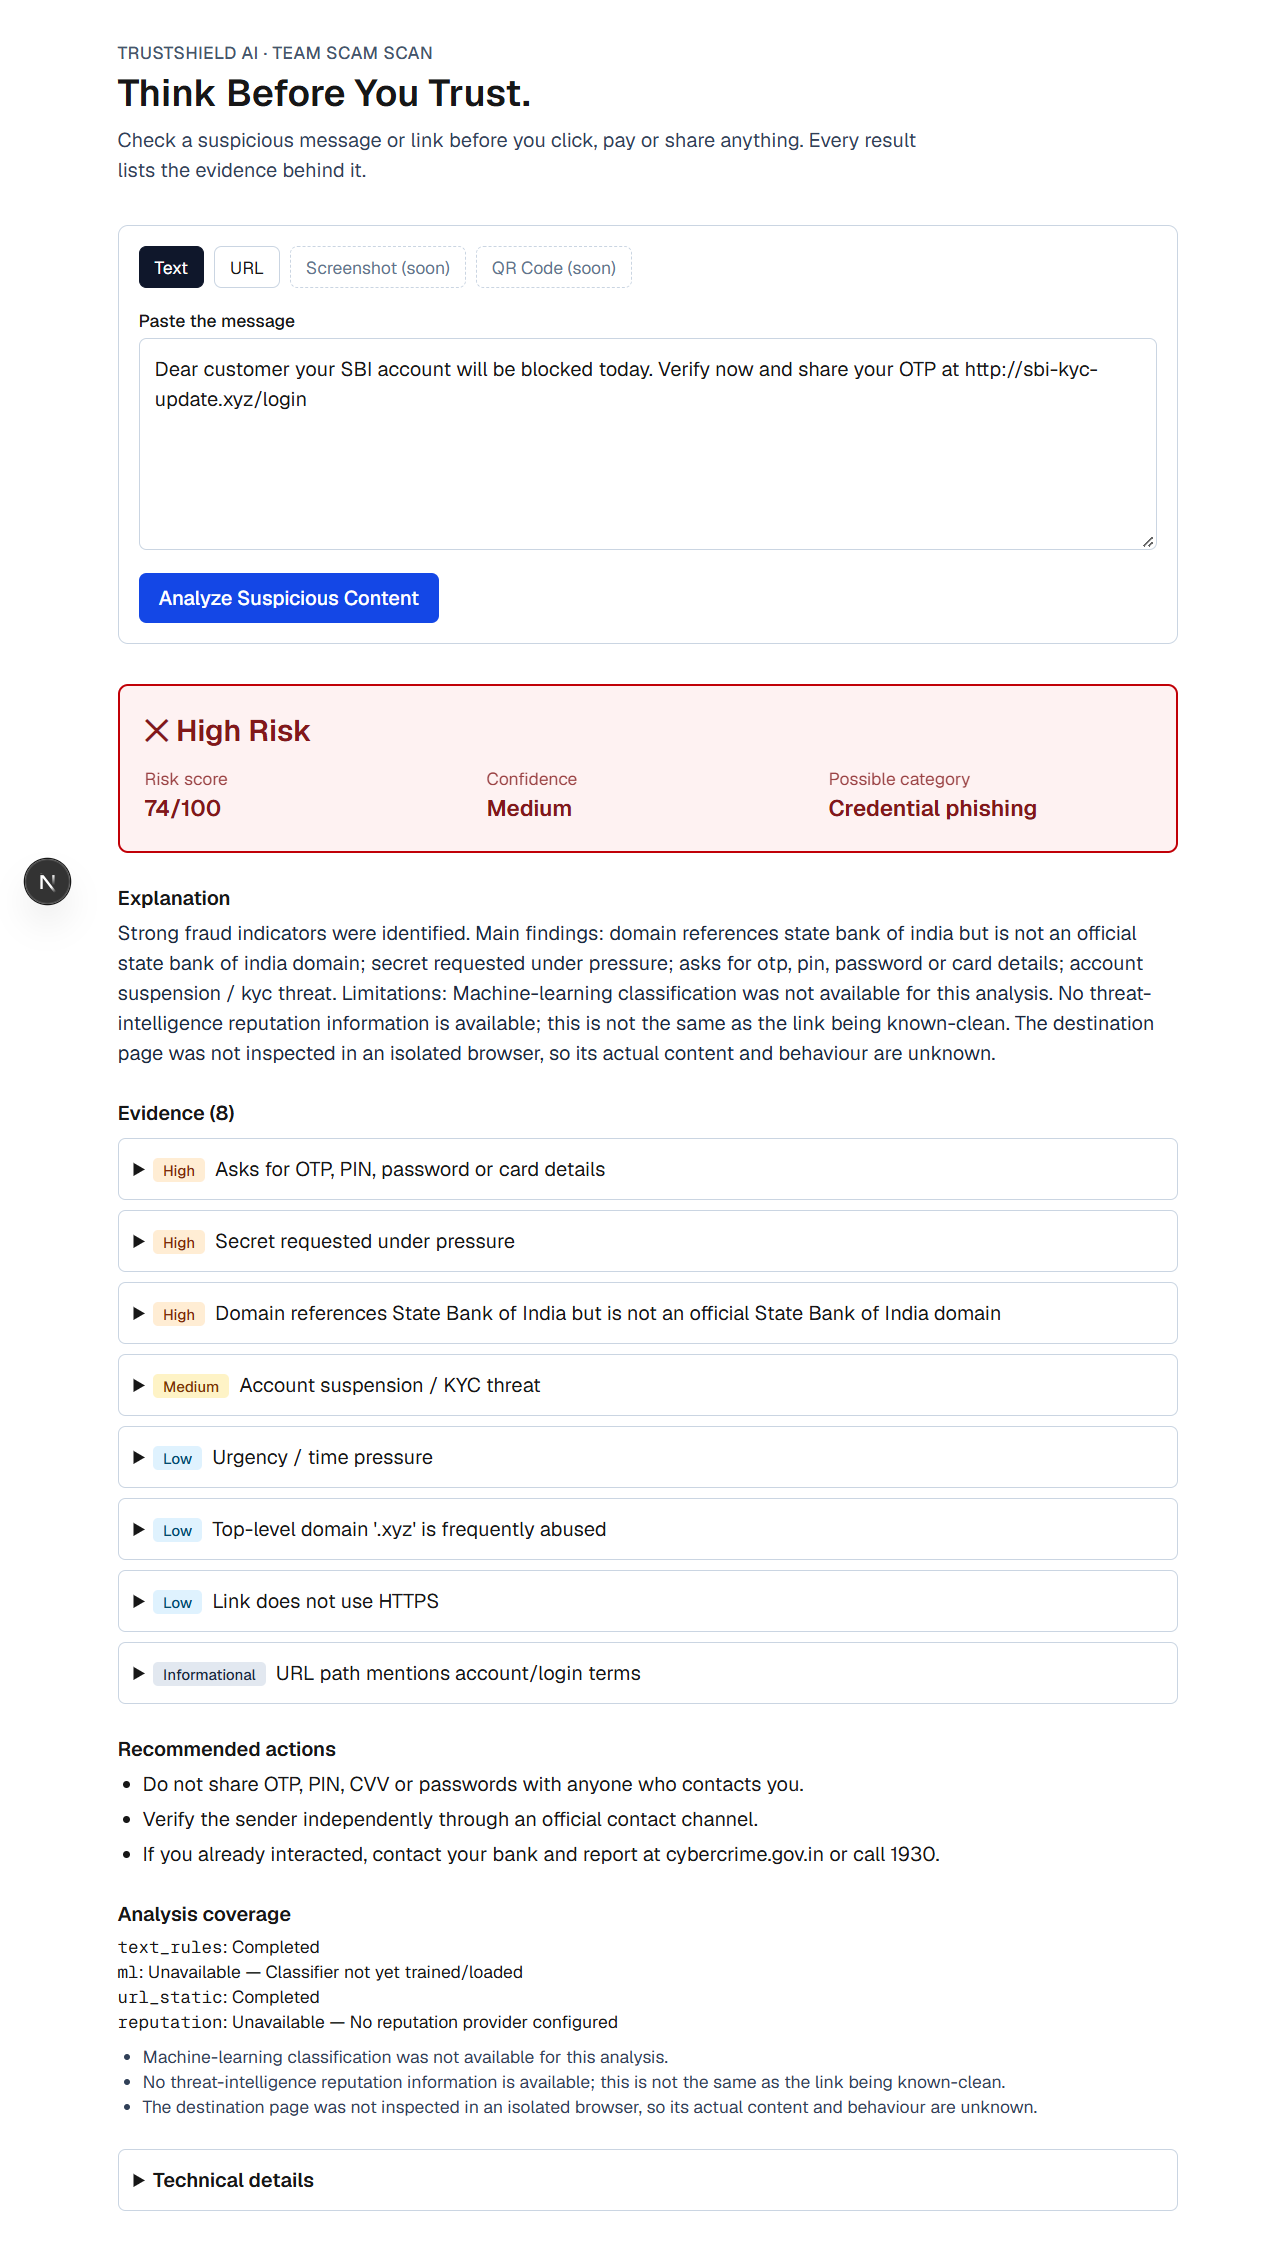 TRUSTSHIELD AI · TEAM SCAM SCAN
Think Before You Trust.
Check a suspicious message or link before you click, pay or share anything. Every result
lists the evidence behind it.
Text
URL
Screenshot (soon)
QR Code (soon)
Paste the message
Dear customer your SBI account will be blocked today. Verify now and share your OTP at http://sbi-kyc-
update.xyz/login
Analyze Suspicious Content
High Risk
Risk score
Confidence
Possible category
74/100
Medium
Credential phishing
N
Explanation
Strong fraud indicators were identified. Main findings: domain references state bank of india but is not an official
state bank of india domain; secret requested under pressure; asks for otp, pin, password or card details; account
suspension / kyc threat. Limitations: Machine-learning classification was not available for this analysis. No threat-
intelligence reputation information is available; this is not the same as the link being known-clean. The destination
page was not inspected in an isolated browser, so its actual content and behaviour are unknown.
Evidence (8)
High Asks for OTP, PIN, password or card details
High Secret requested under pressure
High Domain references State Bank of India but is not an official State Bank of India domain
Medium Account suspension / KYC threat
Low Urgency / time pressure
Low Top-level domain '.xyz' is frequently abused
Low Link does not use HTTPS
Informational URL path mentions account/login terms
Recommended actions
• Do not share OTP, PIN, CVV or passwords with anyone who contacts you.
• Verify the sender independently through an official contact channel.
• If you already interacted, contact your bank and report at cybercrime.gov.in or call 1930.
Analysis coverage
text_rules: Completed
ml: Unavailable — Classifier not yet trained/loaded
url_static: Completed
reputation: Unavailable — No reputation provider configured
• Machine-learning classification was not available for this analysis.
• No threat-intelligence reputation information is available; this is not the same as the link being known-clean.
• The destination page was not inspected in an isolated browser, so its actual content and behaviour are unknown.
Technical details